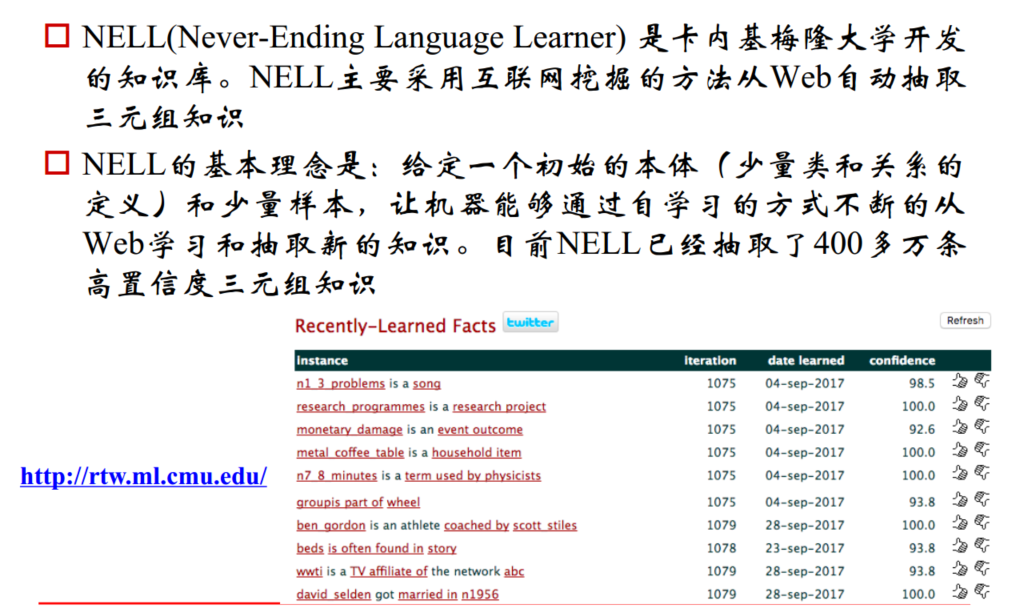 NELL(Never-Ending Language Learner) 是卡内基梅隆大学开发
的知识库。NELL主要采用互联网挖掘的方法从Web自动抽取
三元组知识
NELL的基本理念是：给定一个初始的本体（少量类和关系的
定义）和少量样本，让机器能够通过自学习的方式不断的从
Web学习和抽取新的知识。目前NELL已经抽取了400多万条
高置信度三元组知识
Recently-Learned Facts twitter Refresh
instance iteration date learned confidence
n1_3_problems is a song 1075 04-sep-2017 98.5
research_programmes is a research project 1075 04-sep-2017 100.0
monetary_damage is an event outcome 1075 04-sep-2017 92.6
metal_coffee_table is a household item 1075 04-sep-2017 100.0
http://rtw.ml.cmu.edu/
n7_8_minutes is a term used by physicists 1075 04-sep-2017 100.0
groupis part of wheel 1075 04-sep-2017 93.8
ben_gordon is an athlete coached by scott_stiles 1079 28-sep-2017 100.0
beds is often found in story 1078 23-sep-2017 93.8
wwti is a TV affiliate of the network abc 1079 28-sep-2017 93.8
david_selden got married in n1956 1079 28-sep-2017 100.0